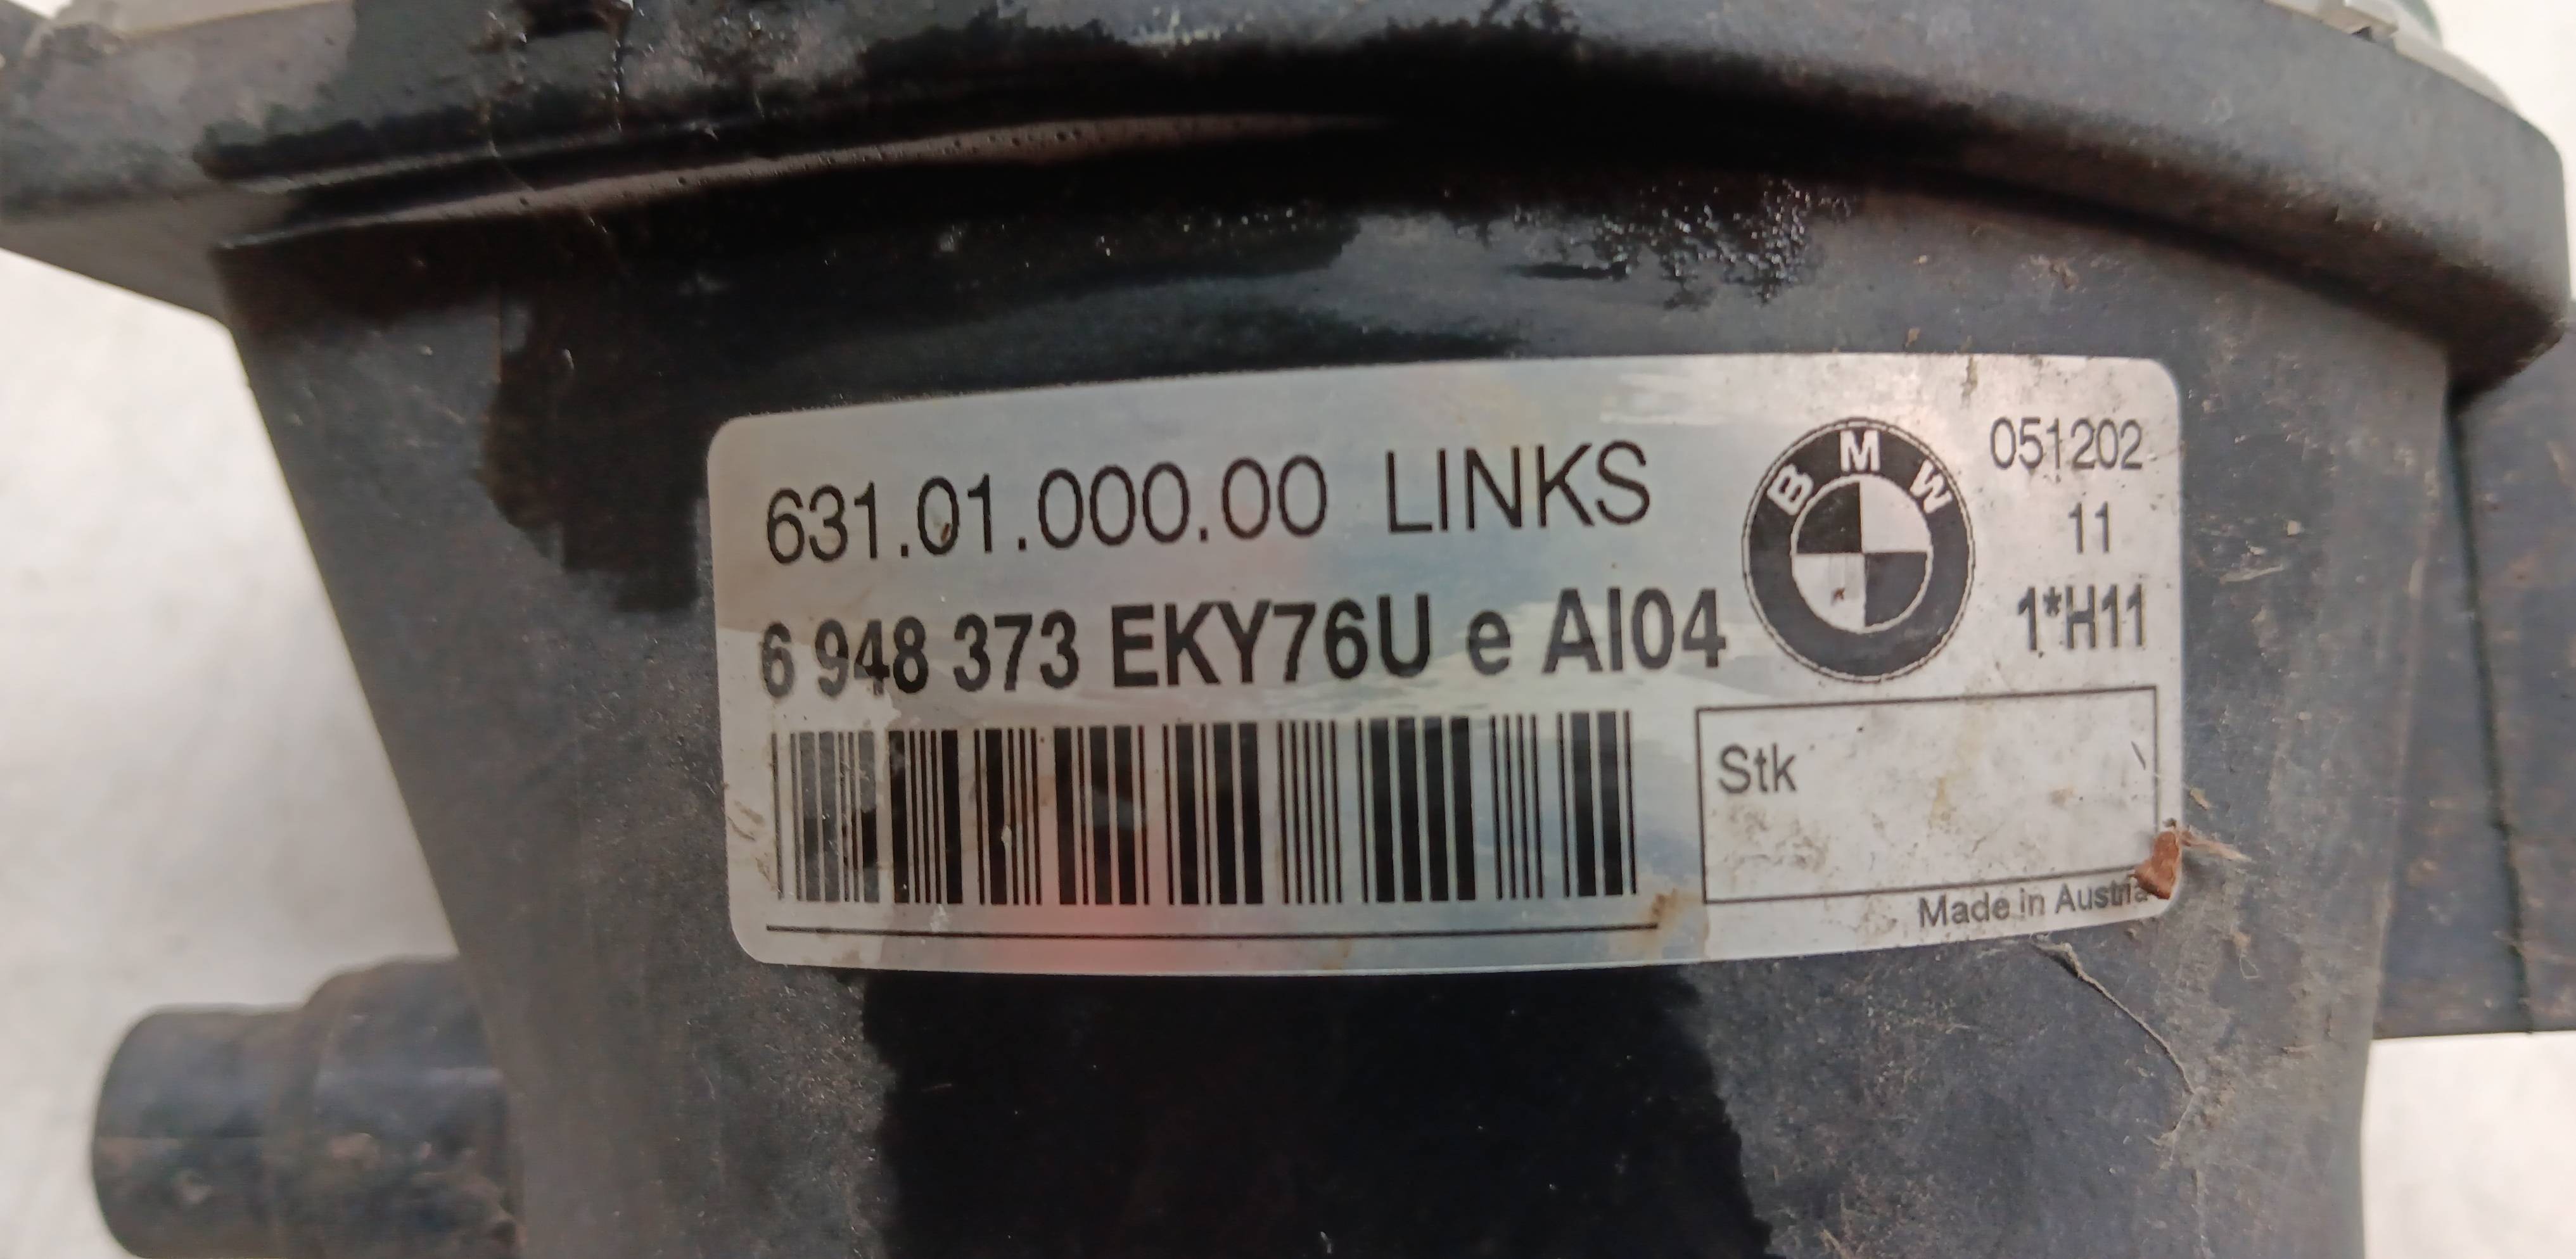 631.01.000.00 LINKS
6 948 373 EKY76U e AI04
BMW
051202
11
1*H11
Stk
Made in Austria